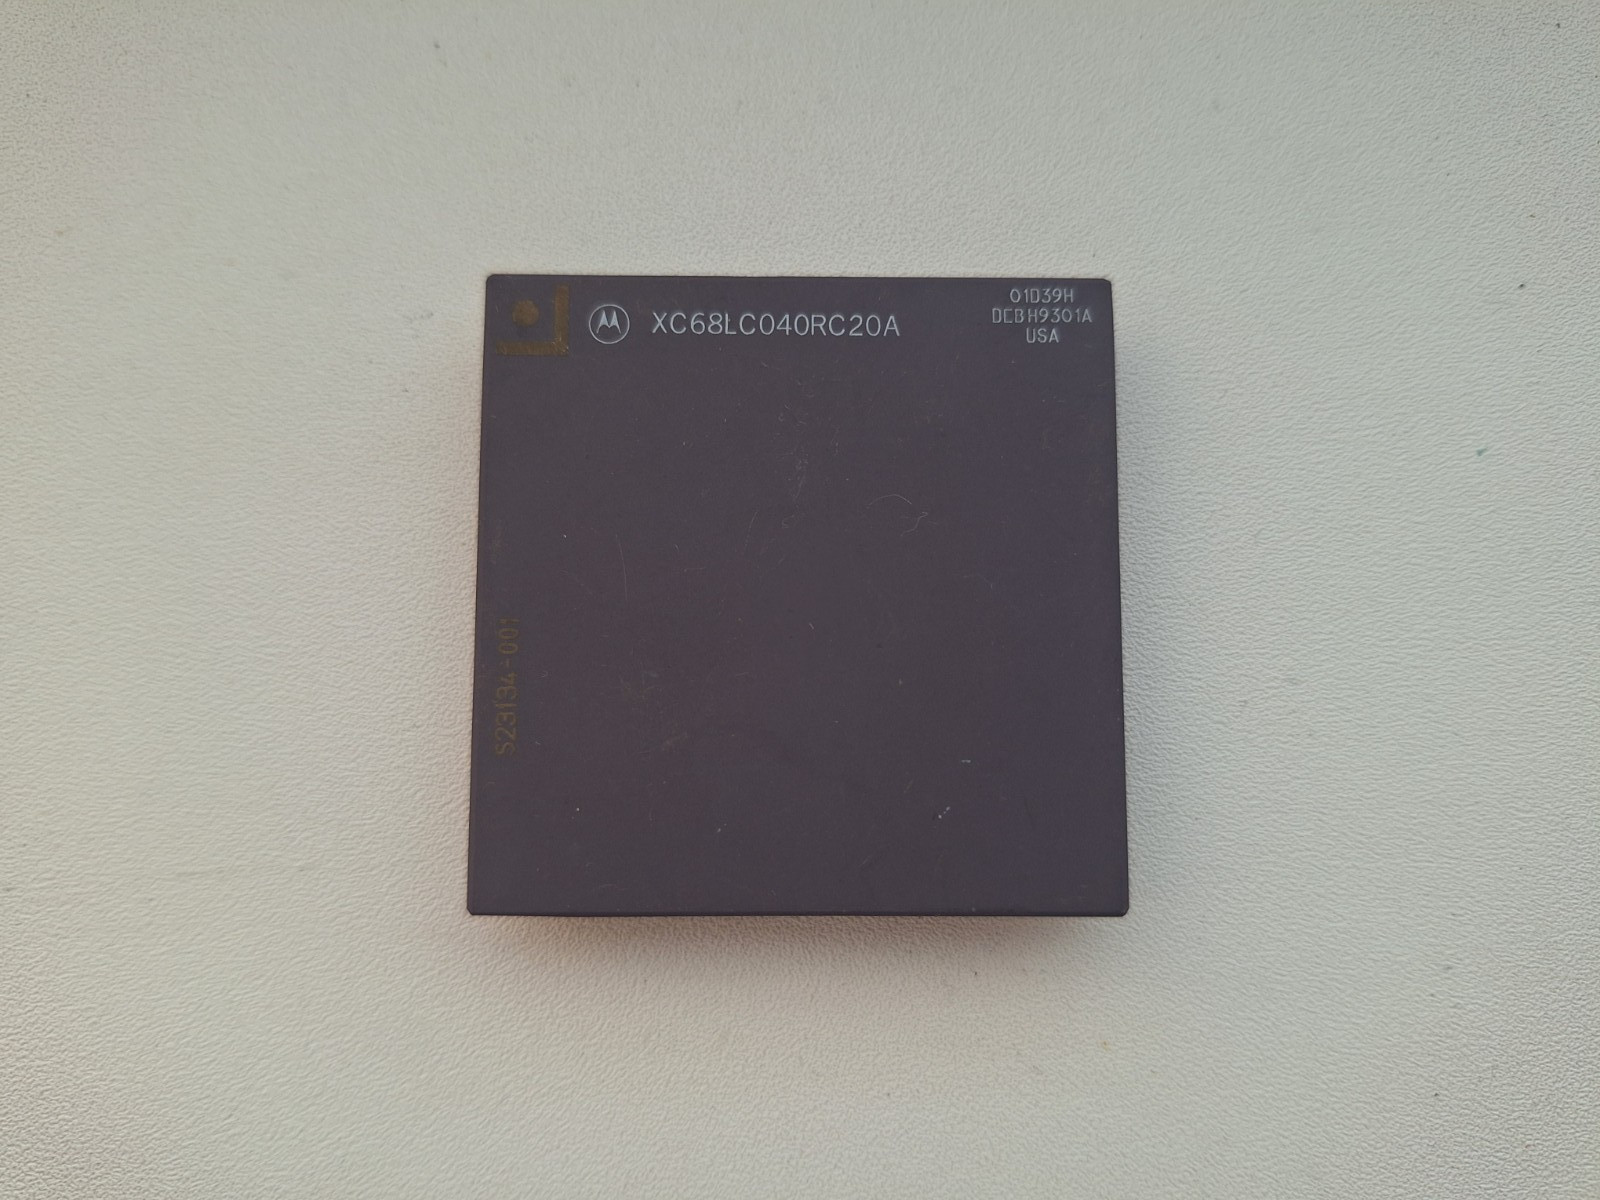 XC68LC040RC20A
01D39H
DEBH9301A
USA
S23134-001